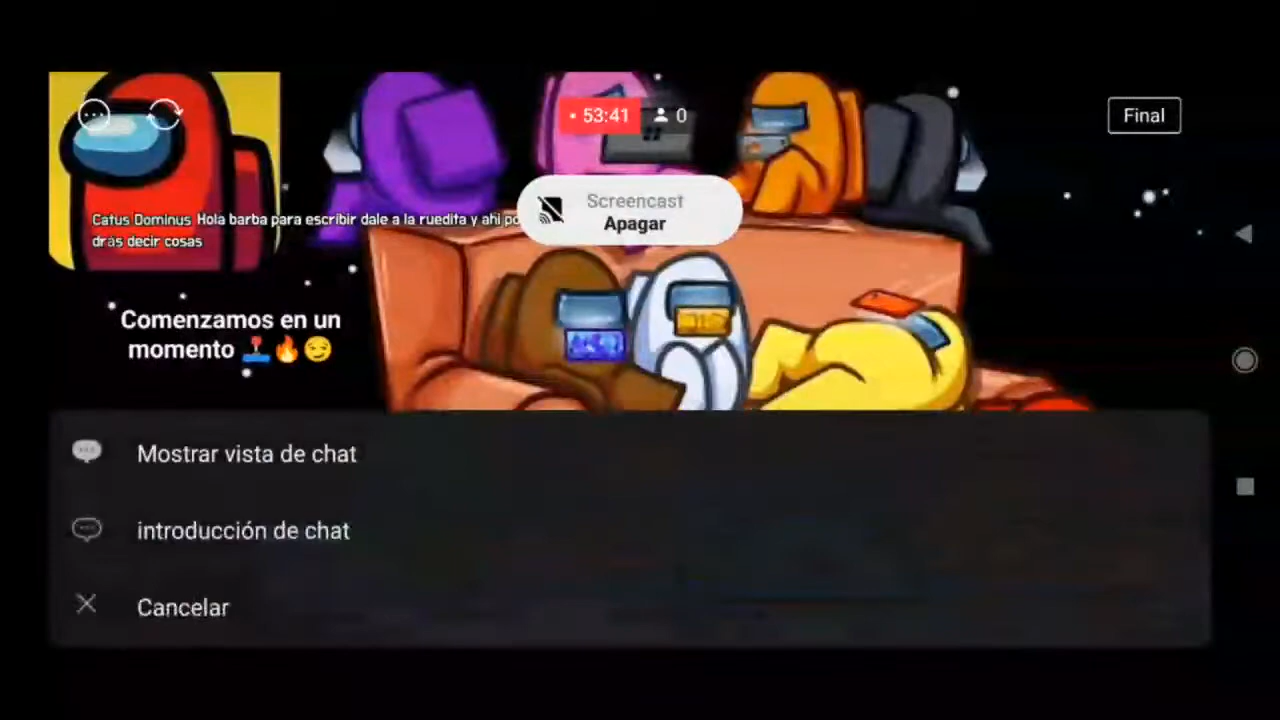 53:41
0
Final
Screencast
Apagar
Catus Dominus Hola barba para escribir dale a la ruedita y ahi po
dras decir cosas
Comenzamos en un
momento 🕹️🔥😏
Mostrar vista de chat
introducción de chat
Cancelar